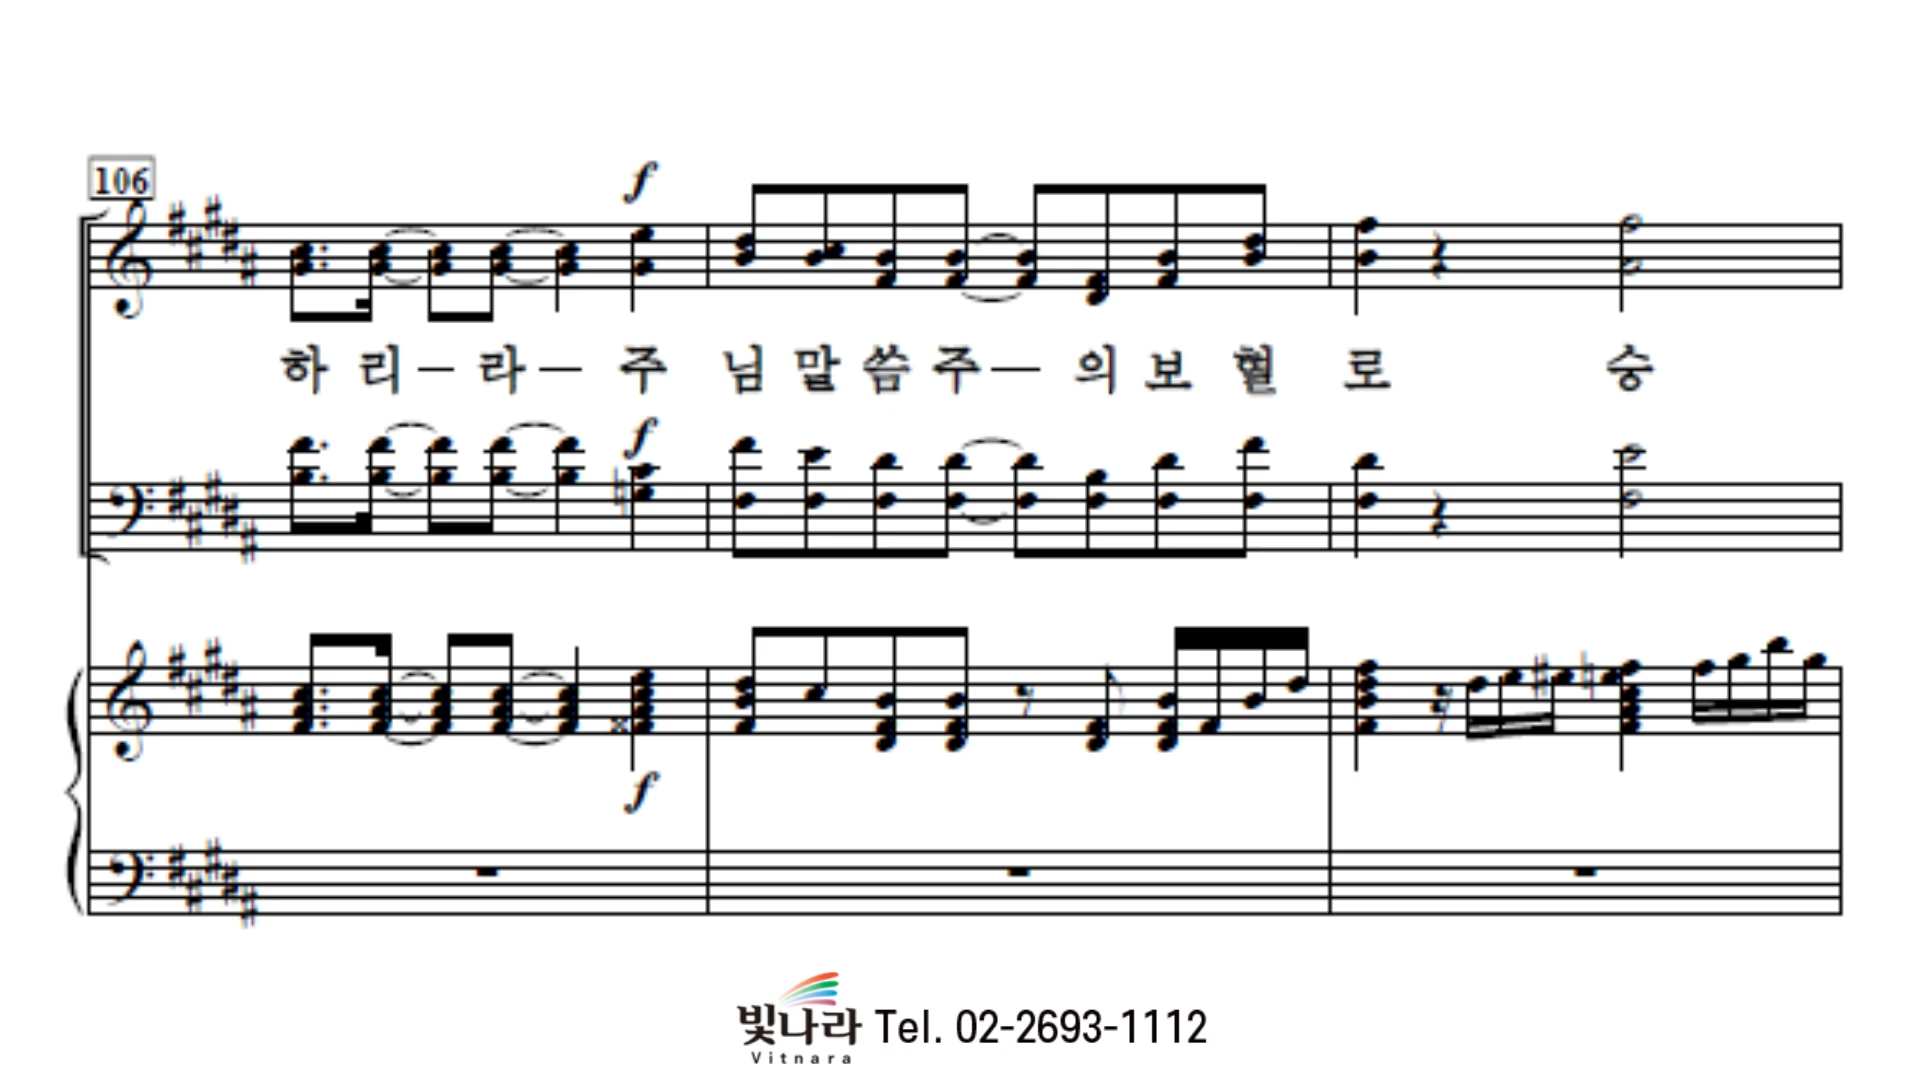 106
f
하 리 – 라 – 주 님 말 씀 주 – 의 보 혈 로 승
f
f
빛나라 Tel. 02-2693-1112
Vitnara